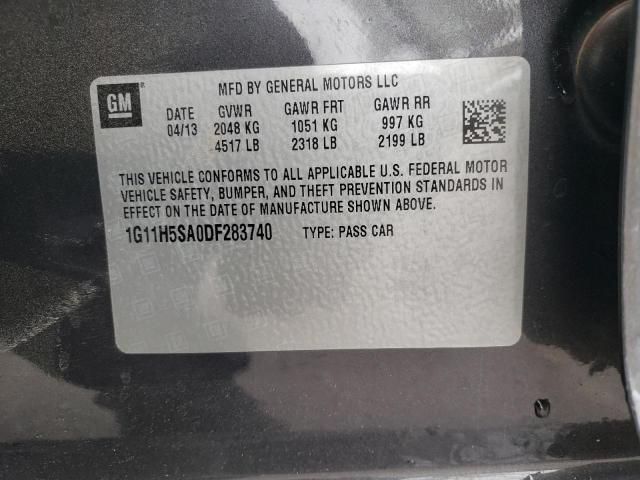 MFD BY GENERAL MOTORS LLC
GM
DATE GVWR GAWR FRT GAWR RR
04/13 2048 KG 1051 KG 997 KG
4517 LB 2318 LB 2199 LB
THIS VEHICLE CONFORMS TO ALL APPLICABLE U.S. FEDERAL MOTOR
VEHICLE SAFETY, BUMPER, AND THEFT PREVENTION STANDARDS IN
EFFECT ON THE DATE OF MANUFACTURE SHOWN ABOVE.
1G11H5SA0DF283740 TYPE: PASS CAR